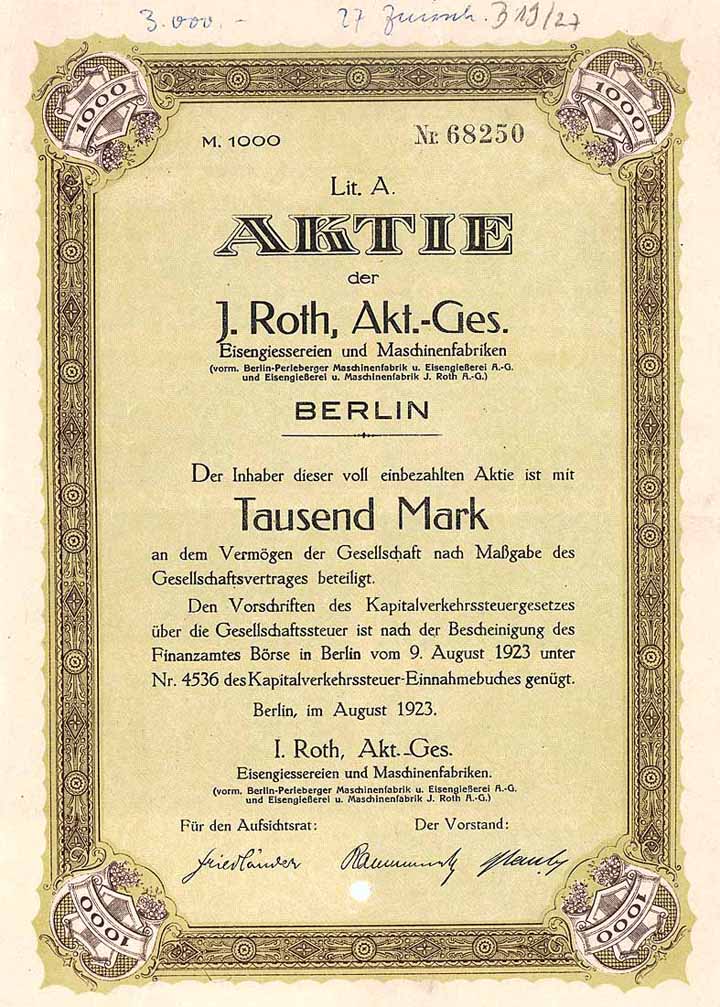 3.000.-
27 B 19/27
1000
1000
M. 1000
Nr. 68250
Lit. A.
AKTIE
der
J. Roth, Akt.-Ges.
Eisengiessereien und Maschinenfabriken
(vorm. Berlin-Perleberger Maschinenfabrik u. Eisengießerei A.-G.
und Eisengießerei u. Maschinenfabrik J. Roth A.-G.)
BERLIN
Der Inhaber dieser voll einbezahlten Aktie ist mit
Tausend Mark
an dem Vermögen der Gesellschaft nach Maßgabe des
Gesellschaftsvertrages beteiligt.
Den Vorschriften des Kapitalverkehrssteuergesetzes
über die Gesellschaftssteuer ist nach der Bescheinigung des
Finanzamtes Börse in Berlin vom 9. August 1923 unter
Nr. 4536 des Kapitalverkehrssteuer-Einnahmebuches genügt.
Berlin, im August 1923.
I. Roth, Akt.-Ges.
Eisengiessereien und Maschinenfabriken.
(vorm. Berlin-Perleberger Maschinenfabrik u. Eisengießerei A.-G.
und Eisengießerei u. Maschinenfabrik J. Roth A.-G.)
Für den Aufsichtsrat:
Der Vorstand:
Friedländer
1000
1000